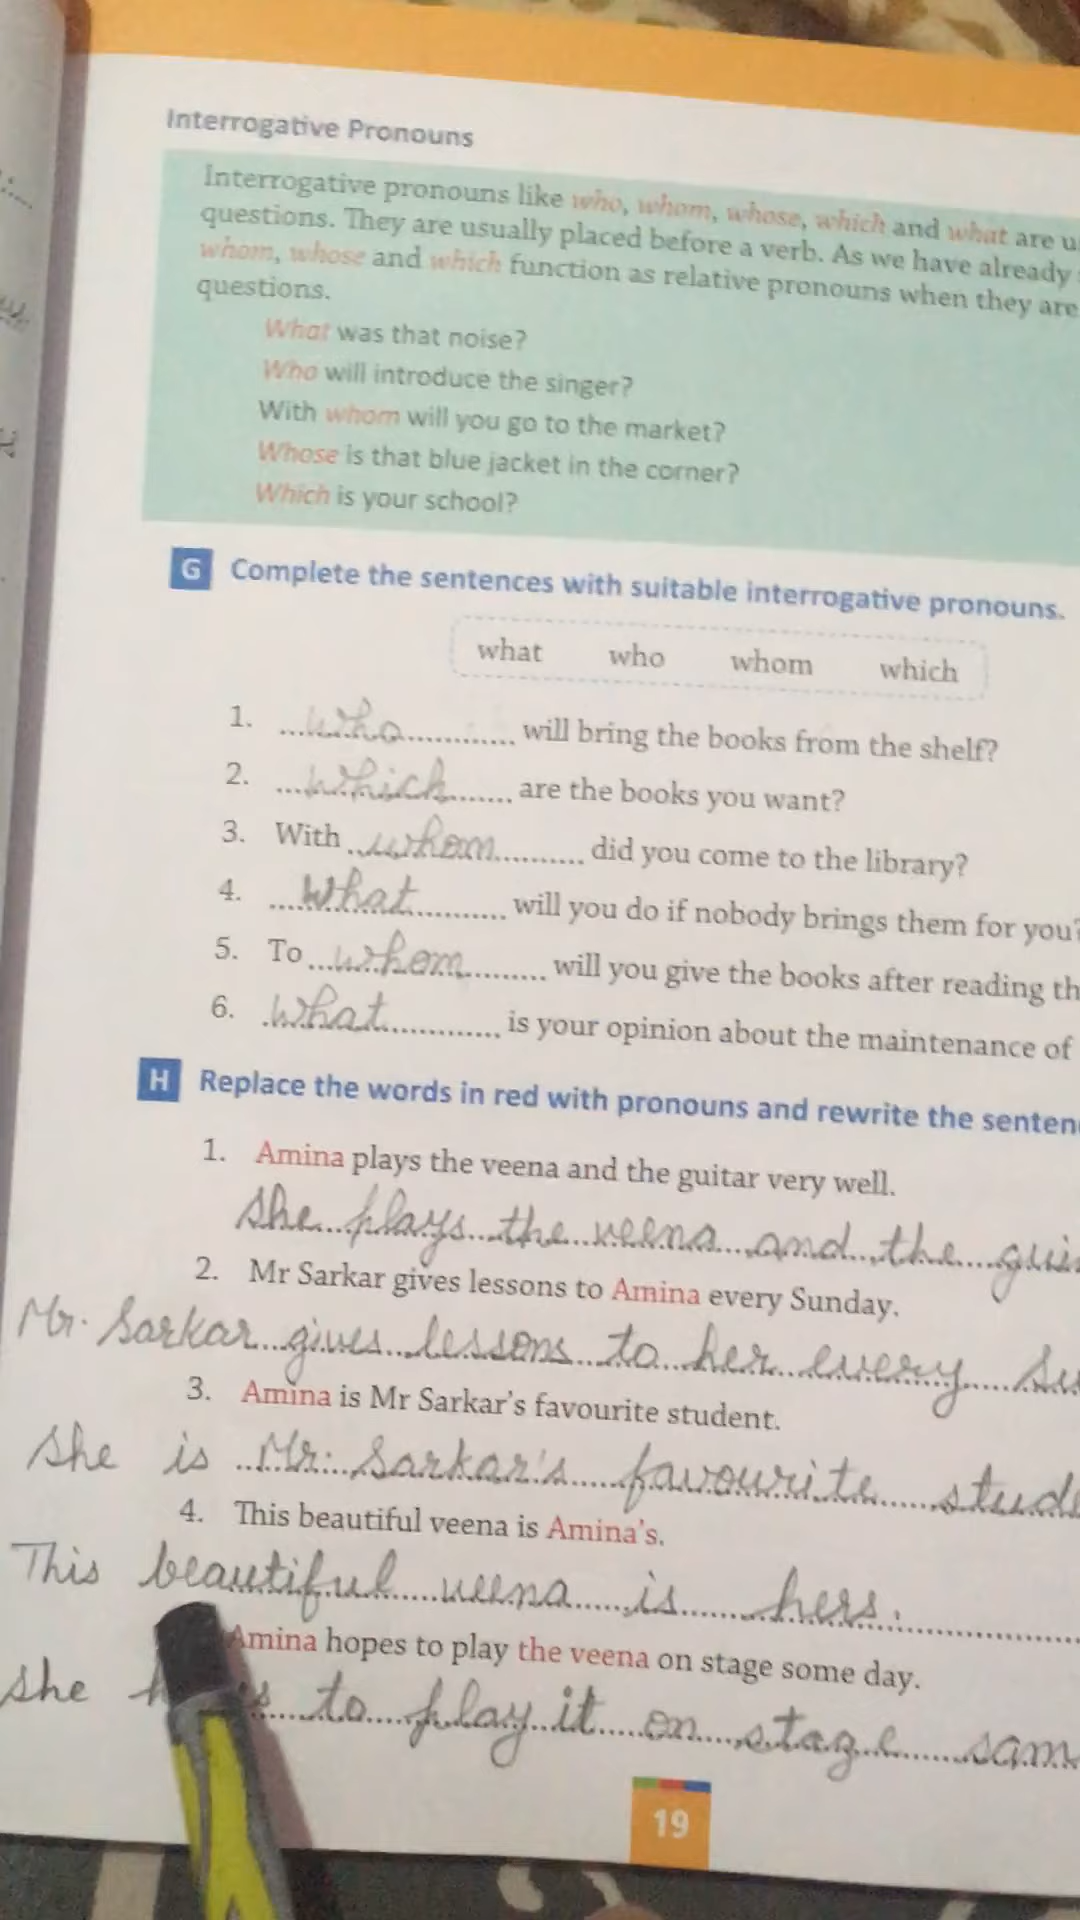 Interrogative Pronouns
Interrogative pronouns like who, whom, whose, which and what are u
questions. They are usually placed before a verb. As we have already
whom, whose and which function as relative pronouns when they are
questions.
What was that noise?
Who will introduce the singer?
With whom will you go to the market?
Whose is that blue jacket in the corner?
Which is your school?
G Complete the sentences with suitable interrogative pronouns.
what who whom which
1. who will bring the books from the shelf?
2. which are the books you want?
3. With whom did you come to the library?
4. what will you do if nobody brings them for you?
5. To whom will you give the books after reading th
6. what is your opinion about the maintenance of
H Replace the words in red with pronouns and rewrite the senten
1. Amina plays the veena and the guitar very well.
she plays the veena and the gui
2. Mr Sarkar gives lessons to Amina every Sunday.
Mr. Sarkar gives lessons to her every Su
3. Amina is Mr Sarkar's favourite student.
she is Mr. Sarkar's favourite stud
4. This beautiful veena is Amina's.
This beautiful veena is hers.
Amina hopes to play the veena on stage some day.
she to play it on stage som
19